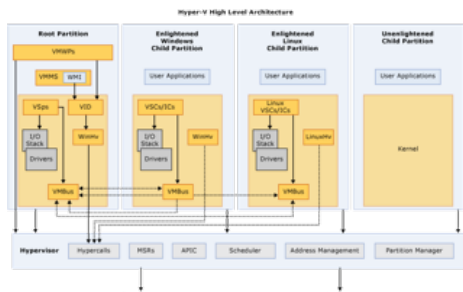 Hyper-V High Level Architecture
Root Partition
VMWPs
VMMS
WMI
VSps
VID
I/O
Stack
WinHv
Drivers
VMBus
Enlightened
Windows
Child Partition
User Applications
VSCs/ICs
I/O
Stack
WinHv
Drivers
VMBus
Enlightened
Linux
Child Partition
User Applications
Linux
VSCs/ICs
I/O
Stack
LinuxHv
Drivers
VMBus
Unenlightened
Child Partition
User Applications
Kernel
Hypervisor
Hypercalls
MSRs
APIC
Scheduler
Address Management
Partition Manager